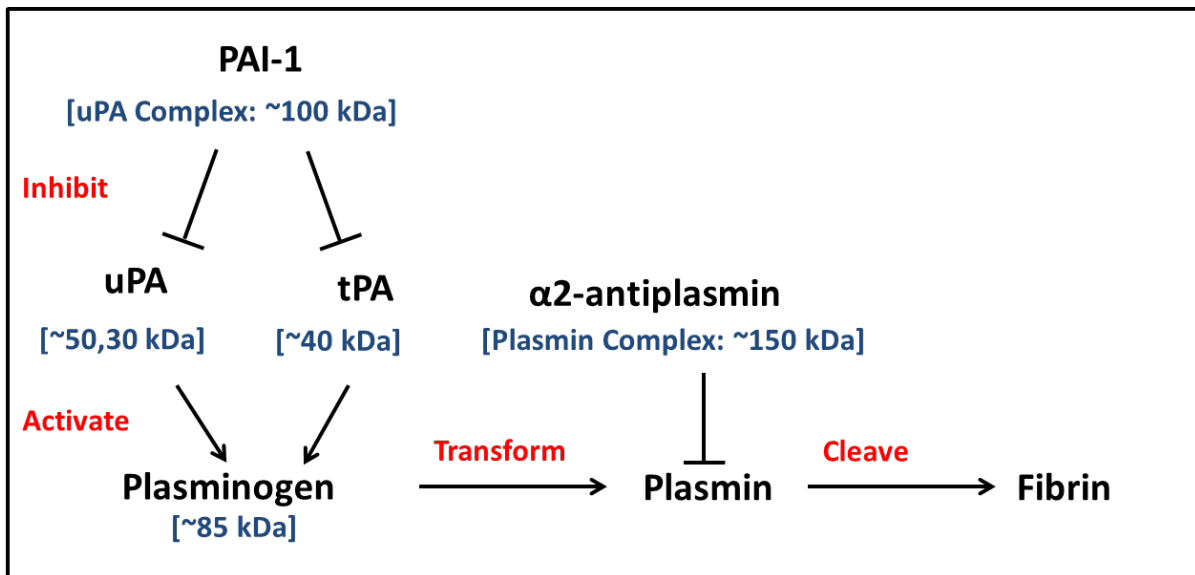 PAI-1
[uPA Complex: ~100 kDa]
Inhibit
uPA
tPA
α2-antiplasmin
[~50,30 kDa]
[~40 kDa]
[Plasmin Complex: ~150 kDa]
Activate
Transform
Cleave
Plasminogen
Plasmin
Fibrin
[~85 kDa]